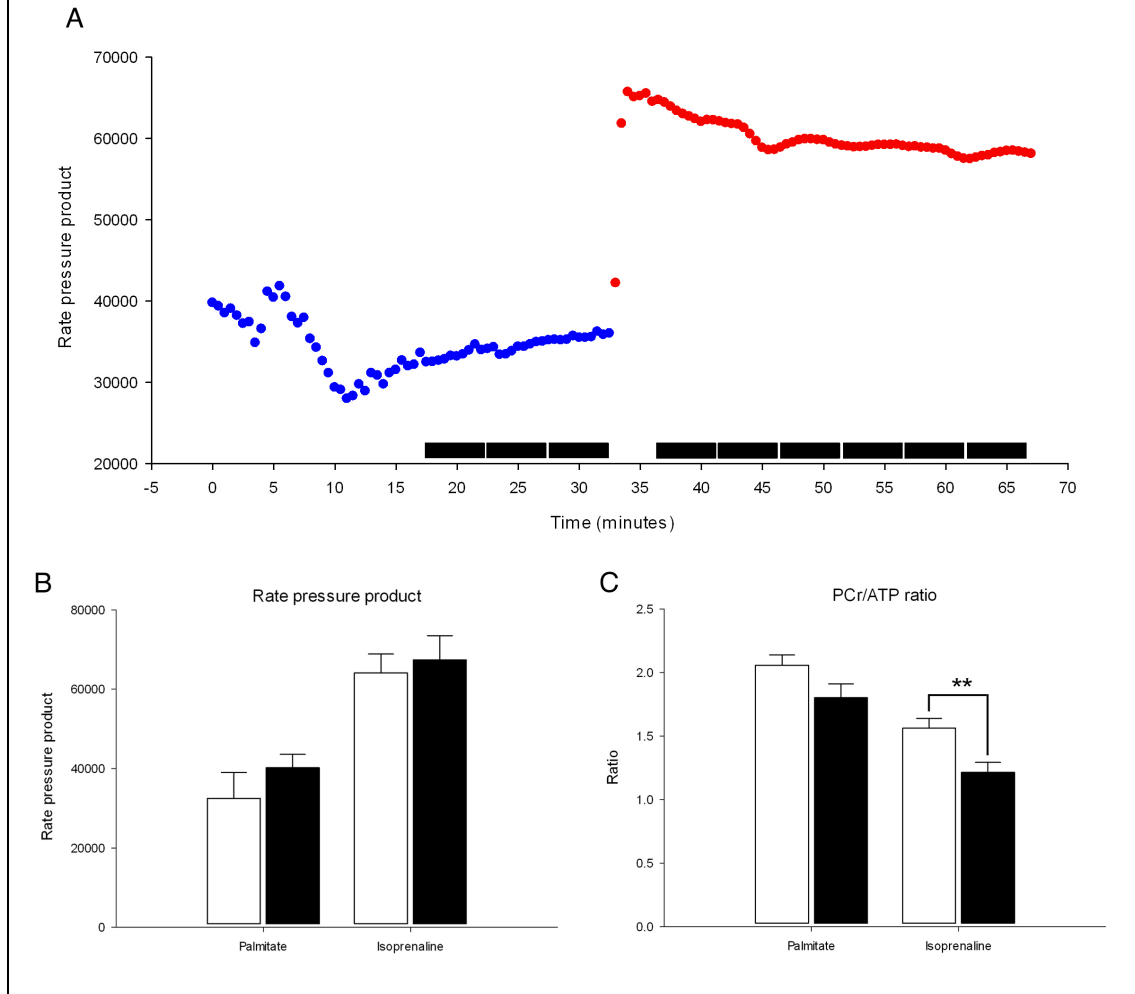 A
70000
60000
50000
40000
30000
20000
Rate pressure product
-5 0 5 10 15 20 25 30 35 40 45 50 55 60 65 70
Time (minutes)
B
Rate pressure product
80000
60000
40000
20000
0
Rate pressure product
Palmitate Isoprenaline
C
PCr/ATP ratio
2.5
2.0
1.5
1.0
0.5
0.0
Ratio
**
Palmitate Isoprenaline